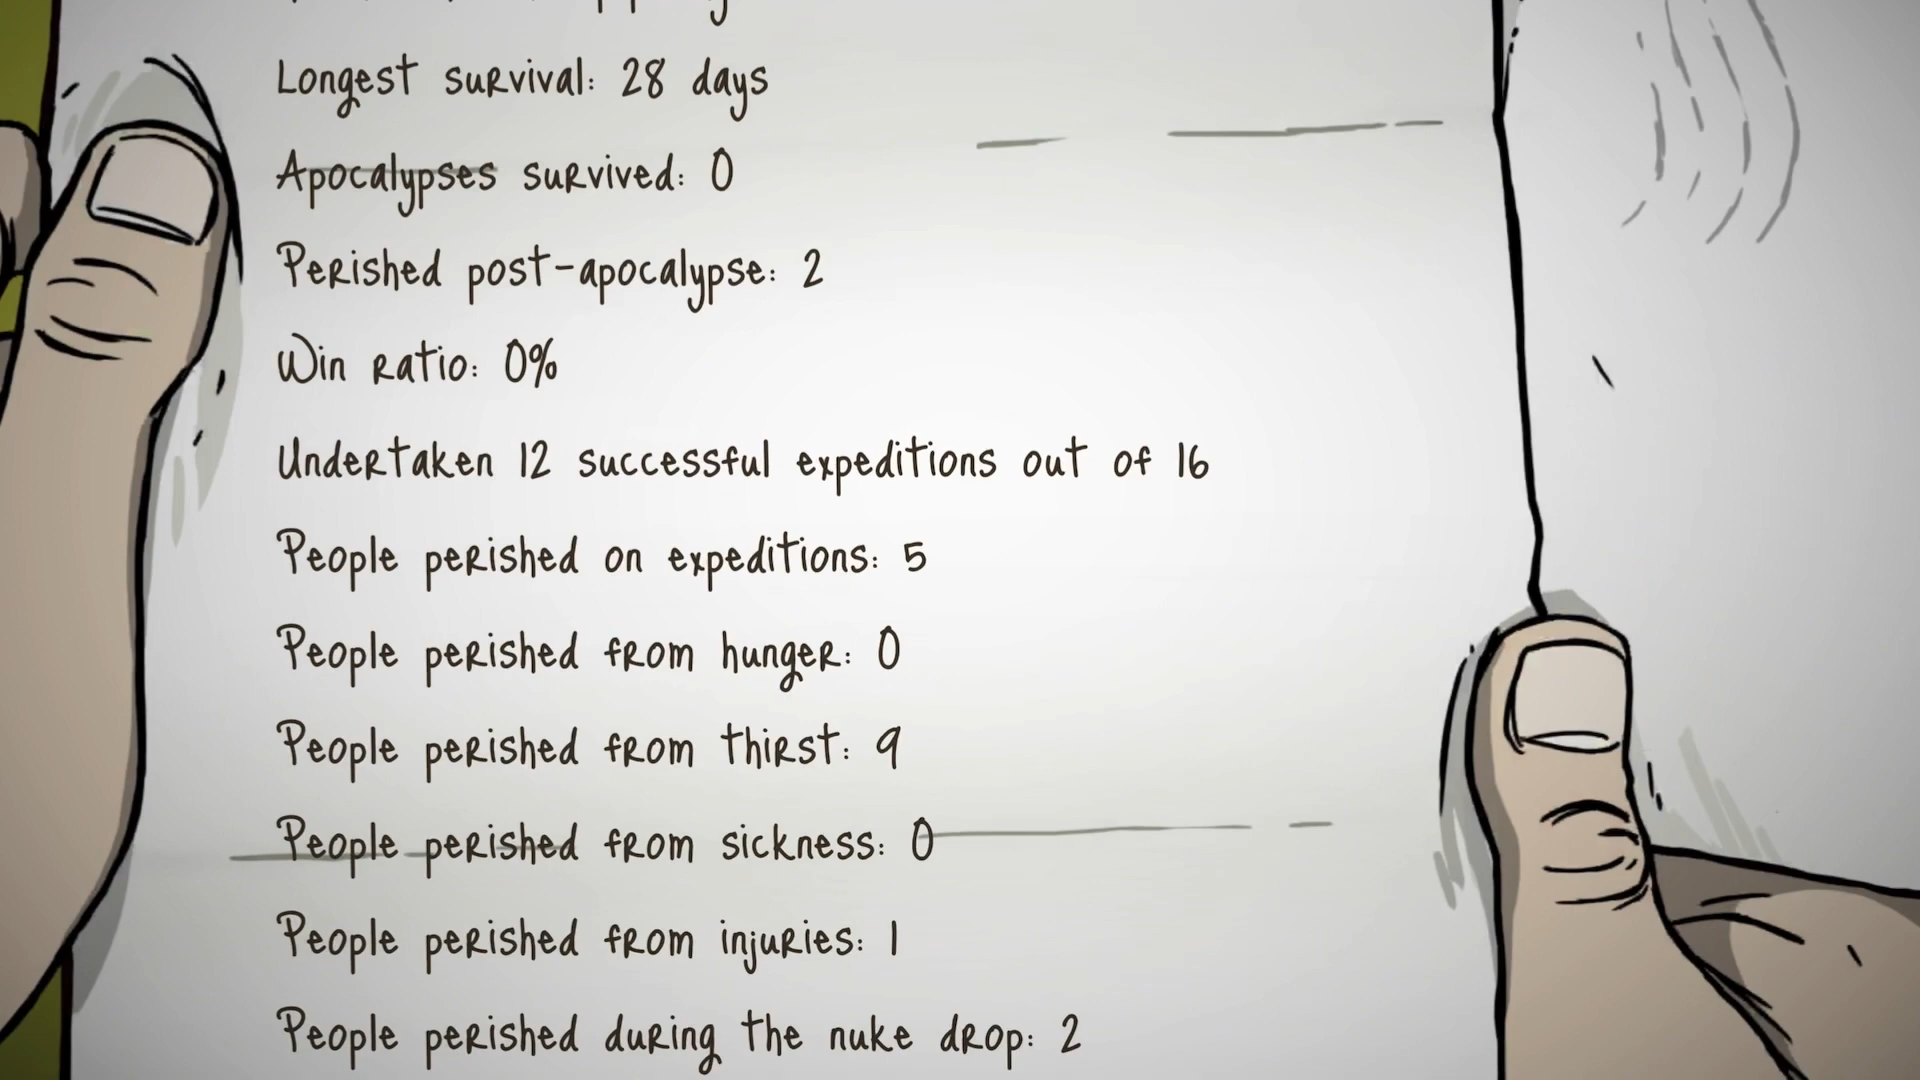 Longest survival: 28 days
Apocalypses survived: 0
Perished post-apocalypse: 2
Win ratio: 0%
Undertaken 12 successful expeditions out of 16
People perished on expeditions: 5
People perished from hunger: 0
People perished from thirst: 9
People perished from sickness: 0
People perished from injuries: 1
People perished during the nuke drop: 2